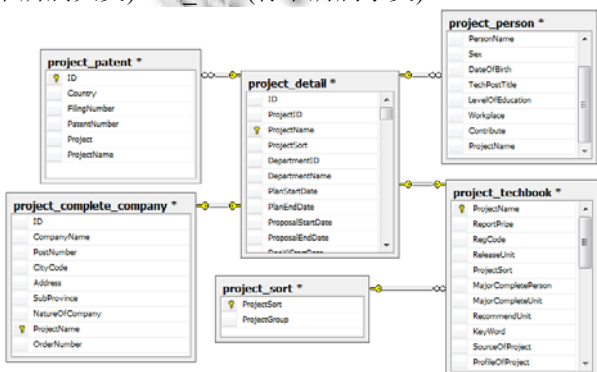 project_patent *
ID
Country
FilingNumber
PatentNumber
Project
ProjectName
project_detail *
ID
ProjectID
ProjectName
ProjectSort
DepartmentID
DepartmentName
PlanStartDate
PlanEndDate
ProposalStartDate
ProposalEndDate
project_person *
PersonName
Sex
DateOfBirth
TechPostTitle
LevelOfEducation
Workplace
Contribute
ProjectName
project_complete_company *
ID
CompanyName
PostNumber
CityCode
Address
SubProvince
NatureOfCompany
ProjectName
OrderNumber
project_sort *
ProjectSort
ProjectGroup
project_techbook *
ProjectName
ReportPrize
RegCode
ReleaseUnit
ProjectSort
MajorCompletePerson
MajorCompleteUnit
RecommendUnit
KeyWord
SourceOfProject
ProfileOfProject